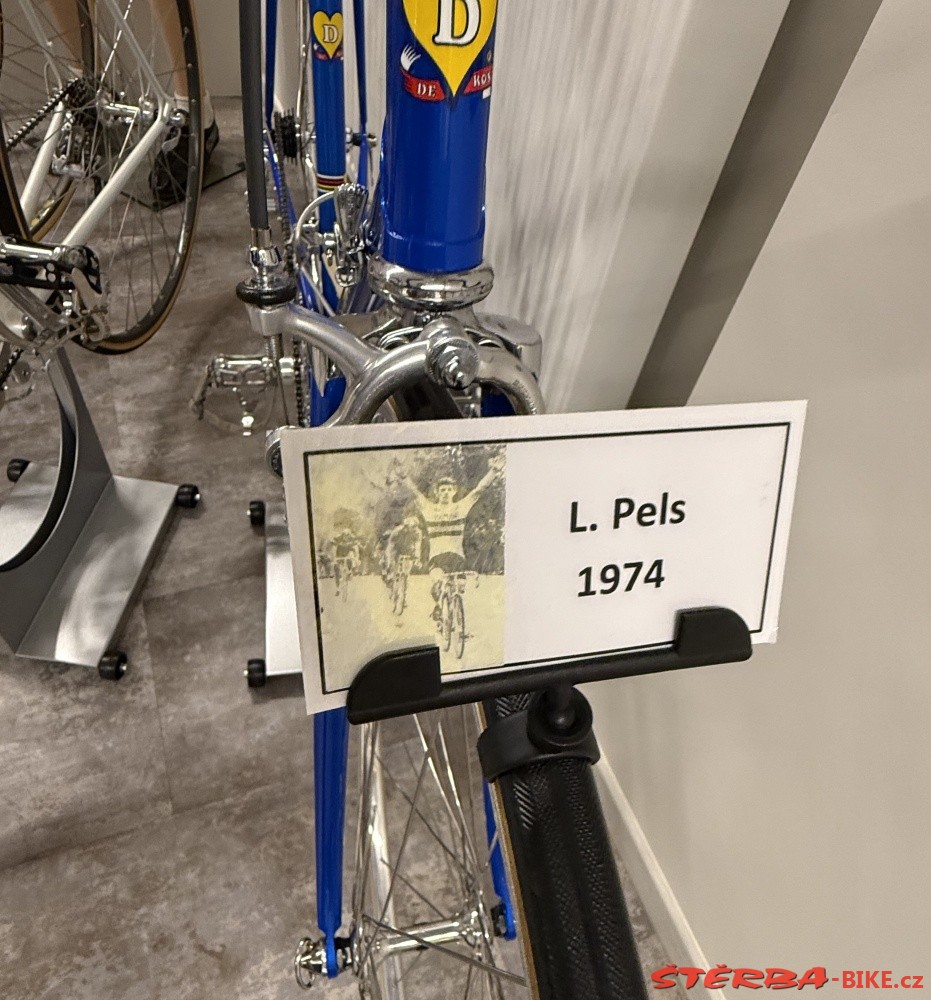 D
D
DE ROS
L. Pels
1974
ŠTĚRBA-BIKE.cz